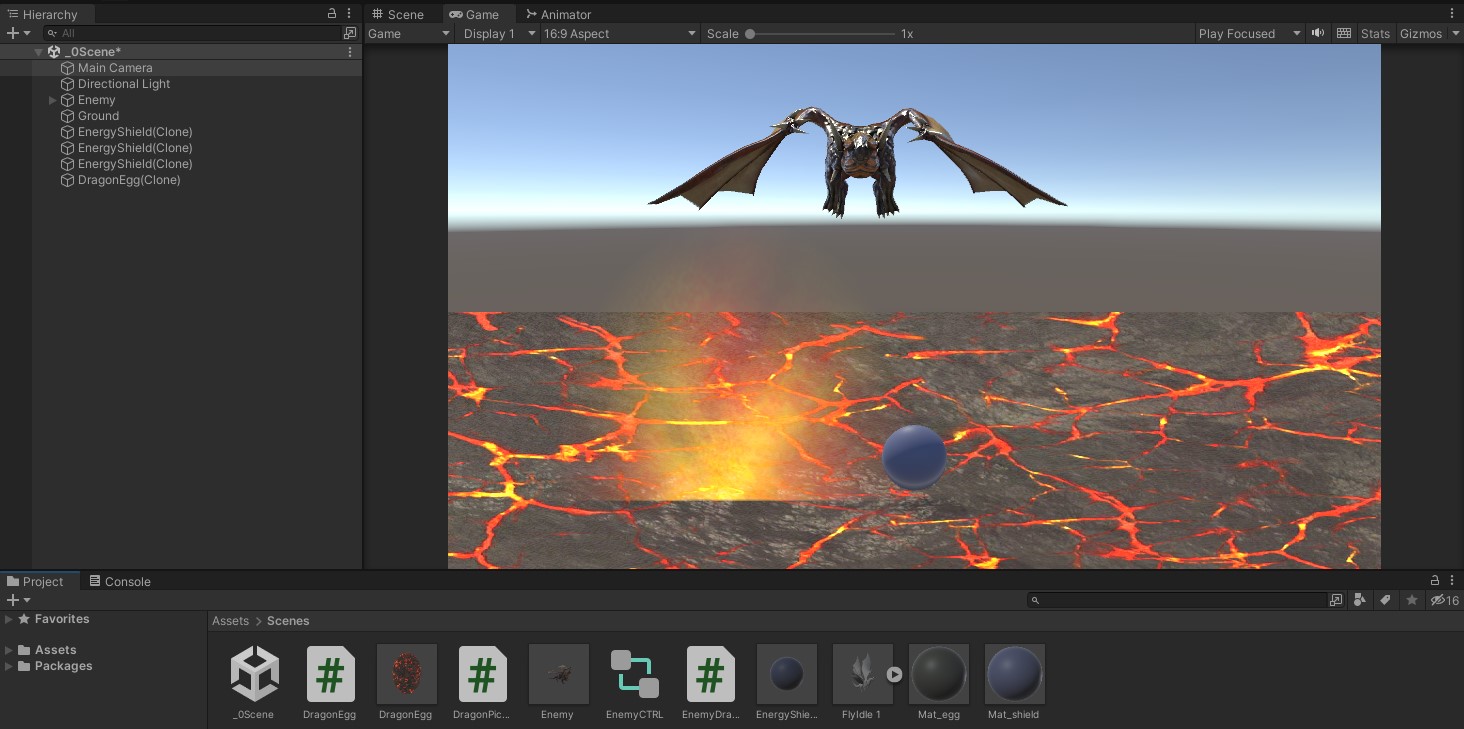 Hierarchy
All
_0Scene*
Main Camera
Directional Light
Enemy
Ground
EnergyShield(Clone)
EnergyShield(Clone)
EnergyShield(Clone)
DragonEgg(Clone)
Scene Game Animator
Game Display 1 16:9 Aspect Scale 1x Play Focused Stats Gizmos
Project Console
16
Favorites
Assets
Packages
Assets > Scenes
_0Scene DragonEgg DragonEgg DragonPic... Enemy EnemyCTRL EnemyDra... EnergyShie... FlyIdle 1 Mat_egg Mat_shield